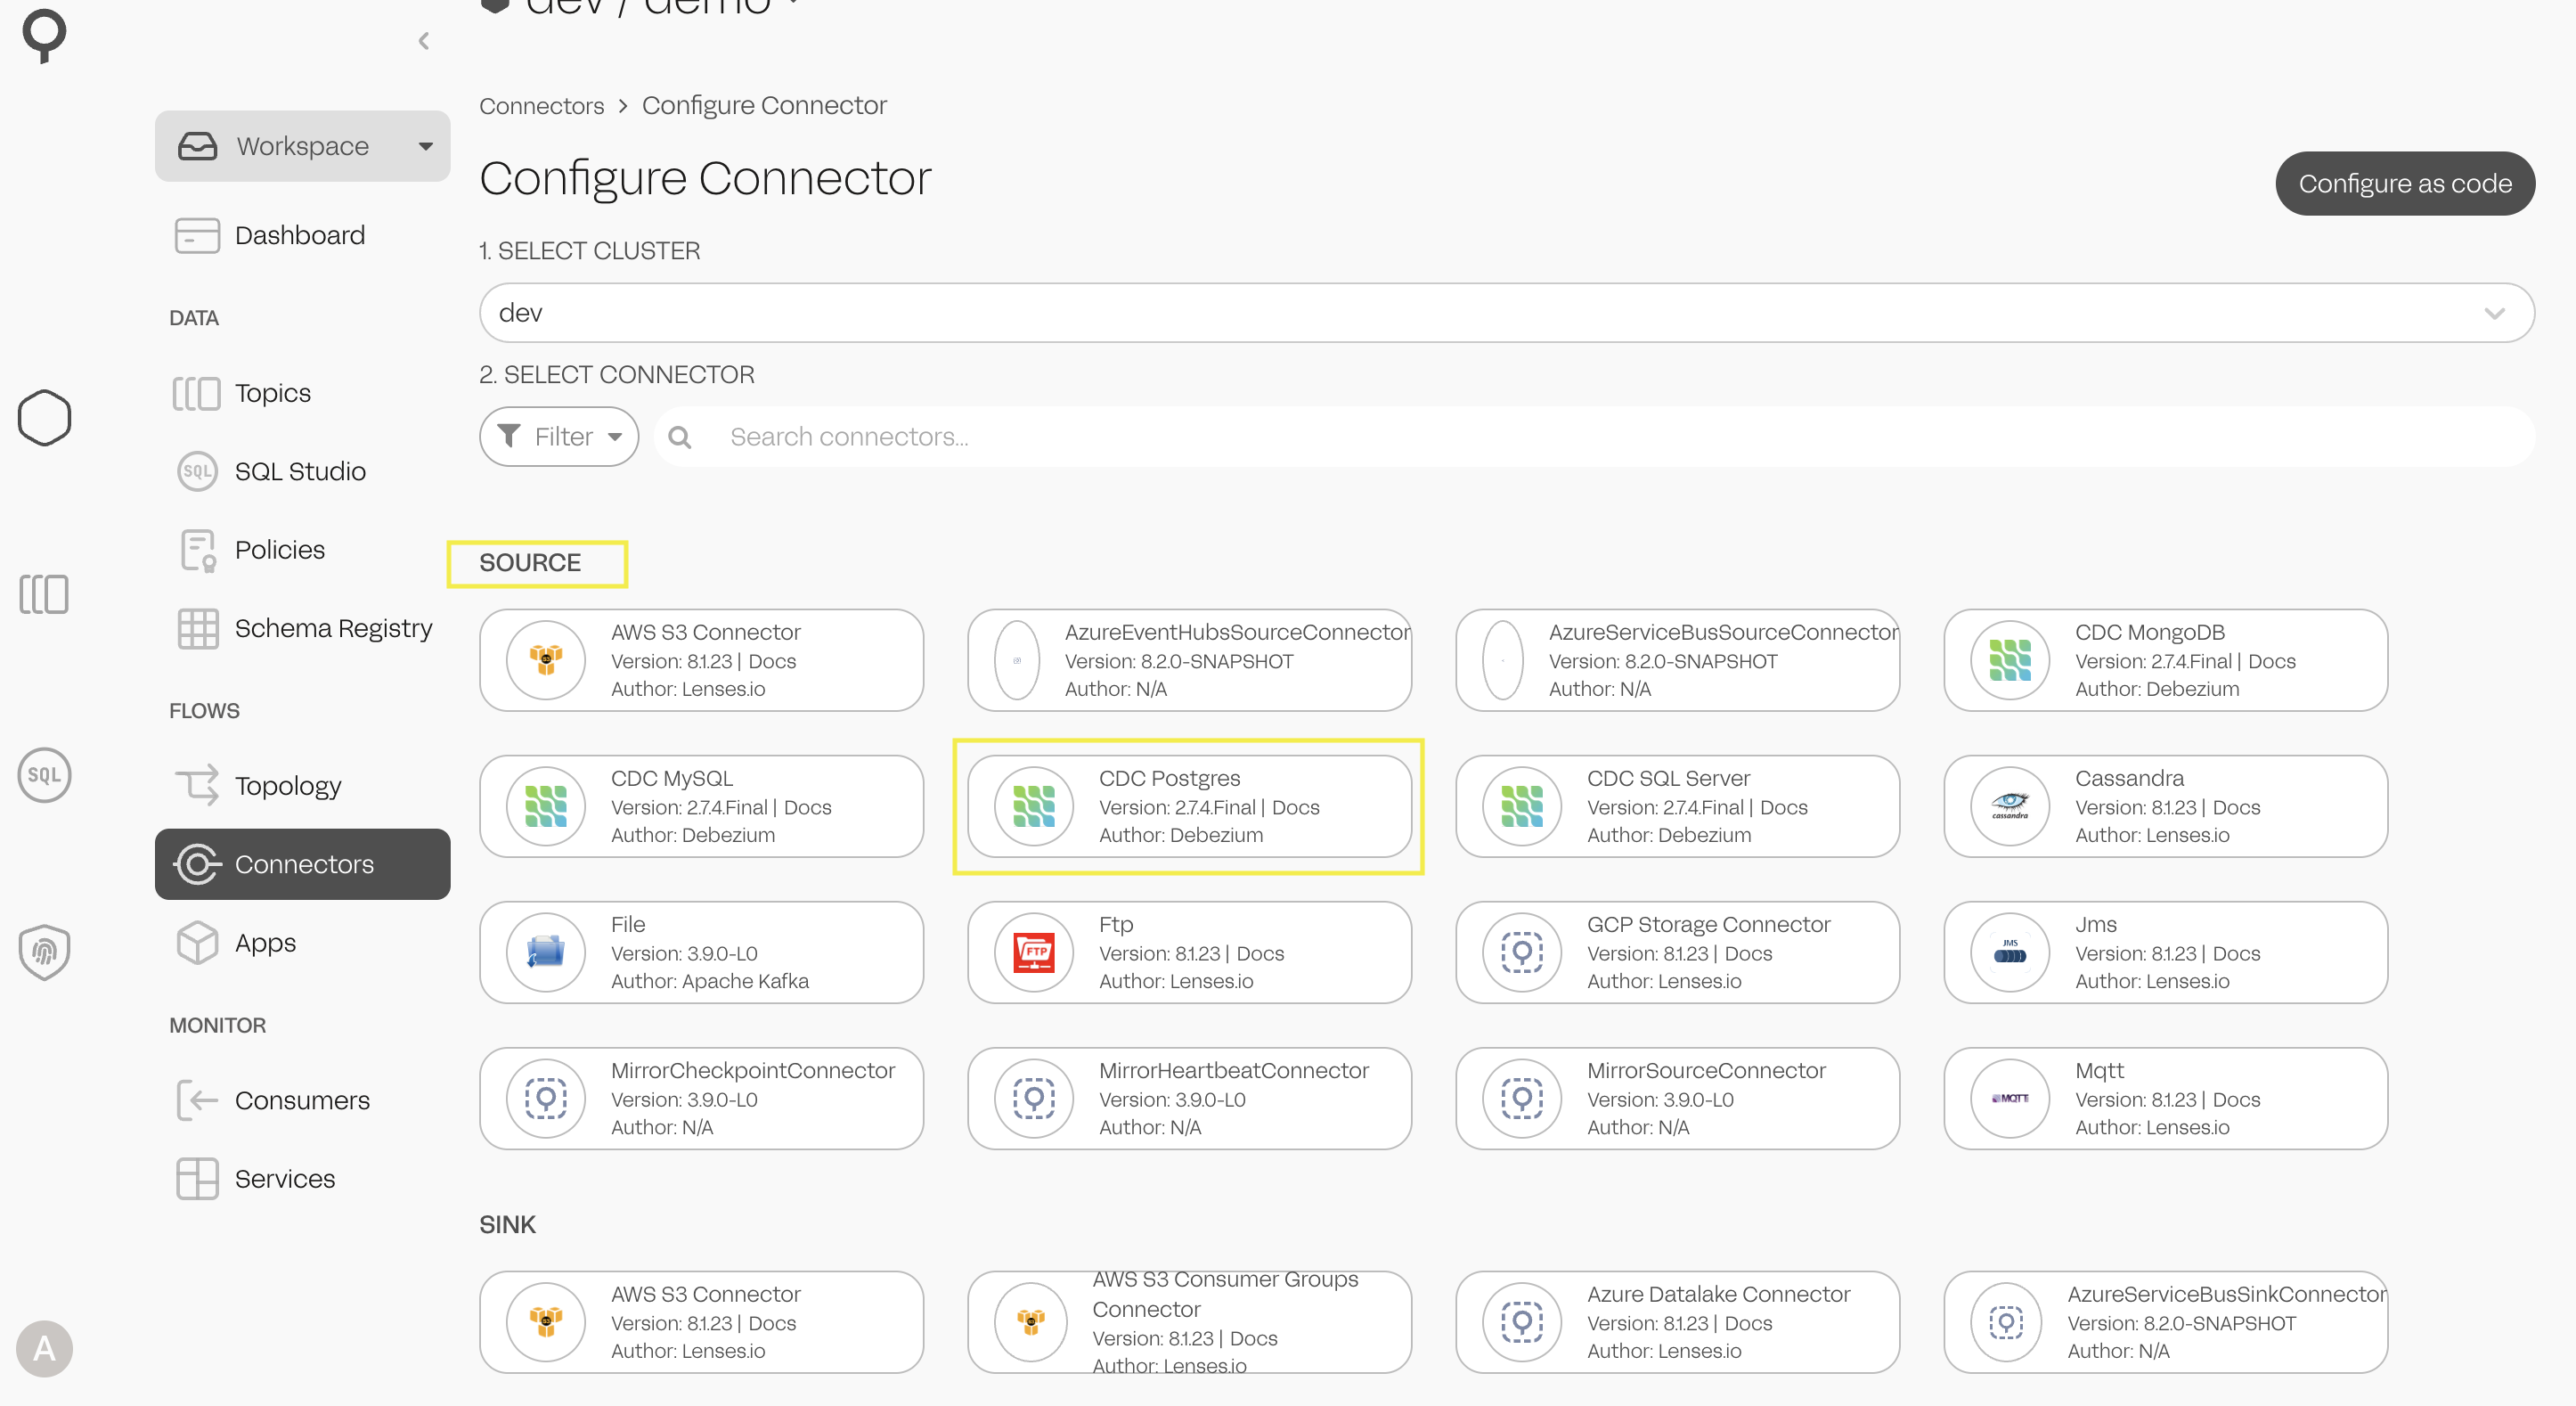 dev / demo
Workspace
Dashboard
DATA
Topics
SQL
SQL Studio
Policies
Schema Registry
FLOWS
Topology
SQL
Connectors
Apps
MONITOR
Consumers
Services
A
Connectors > Configure Connector
Configure Connector
Configure as code
1. SELECT CLUSTER
dev
2. SELECT CONNECTOR
Filter
Search connectors...
SOURCE
AWS S3 Connector
Version: 8.1.23 | Docs
Author: Lenses.io
AzureEventHubsSourceConnector
Version: 8.2.0-SNAPSHOT
Author: N/A
AzureServiceBusSourceConnector
Version: 8.2.0-SNAPSHOT
Author: N/A
CDC MongoDB
Version: 2.7.4.Final | Docs
Author: Debezium
CDC MySQL
Version: 2.7.4.Final | Docs
Author: Debezium
CDC Postgres
Version: 2.7.4.Final | Docs
Author: Debezium
CDC SQL Server
Version: 2.7.4.Final | Docs
Author: Debezium
cassandra
Cassandra
Version: 8.1.23 | Docs
Author: Lenses.io
File
Version: 3.9.0-L0
Author: Apache Kafka
FTP
Ftp
Version: 8.1.23 | Docs
Author: Lenses.io
GCP Storage Connector
Version: 8.1.23 | Docs
Author: Lenses.io
JMS
Jms
Version: 8.1.23 | Docs
Author: Lenses.io
MirrorCheckpointConnector
Version: 3.9.0-L0
Author: N/A
MirrorHeartbeatConnector
Version: 3.9.0-L0
Author: N/A
MirrorSourceConnector
Version: 3.9.0-L0
Author: N/A
MQTT
Mqtt
Version: 8.1.23 | Docs
Author: Lenses.io
SINK
AWS S3 Connector
Version: 8.1.23 | Docs
Author: Lenses.io
AWS S3 Consumer Groups
Connector
Version: 8.1.23 | Docs
Author: Lenses.io
Azure Datalake Connector
Version: 8.1.23 | Docs
Author: Lenses.io
AzureServiceBusSinkConnector
Version: 8.2.0-SNAPSHOT
Author: N/A